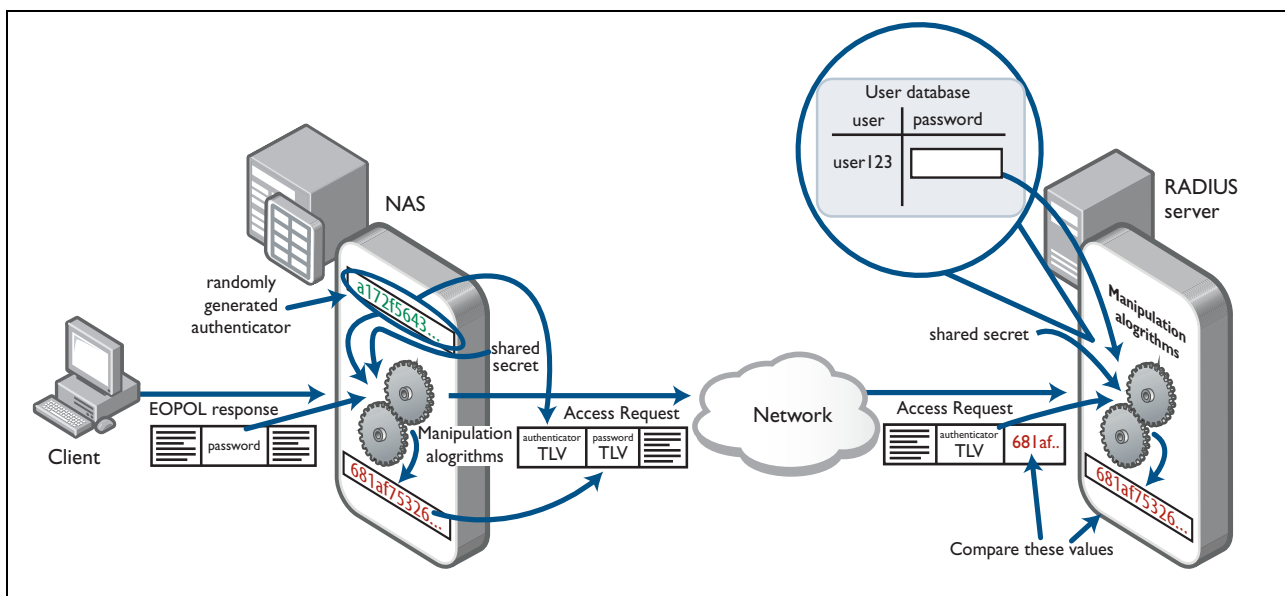 User database
user password
user123
RADIUS
server
NAS
randomly
generated
authenticator
a172f5643...
shared
secret
EOPOL response
password
Client
Manipulation
alogrithms
681af75326...
Access Request
authenticator
TLV
password
TLV
Network
shared secret
Manipulation
alogrithms
Access Request
authenticator
TLV
681af..
681af75326...
Compare these values